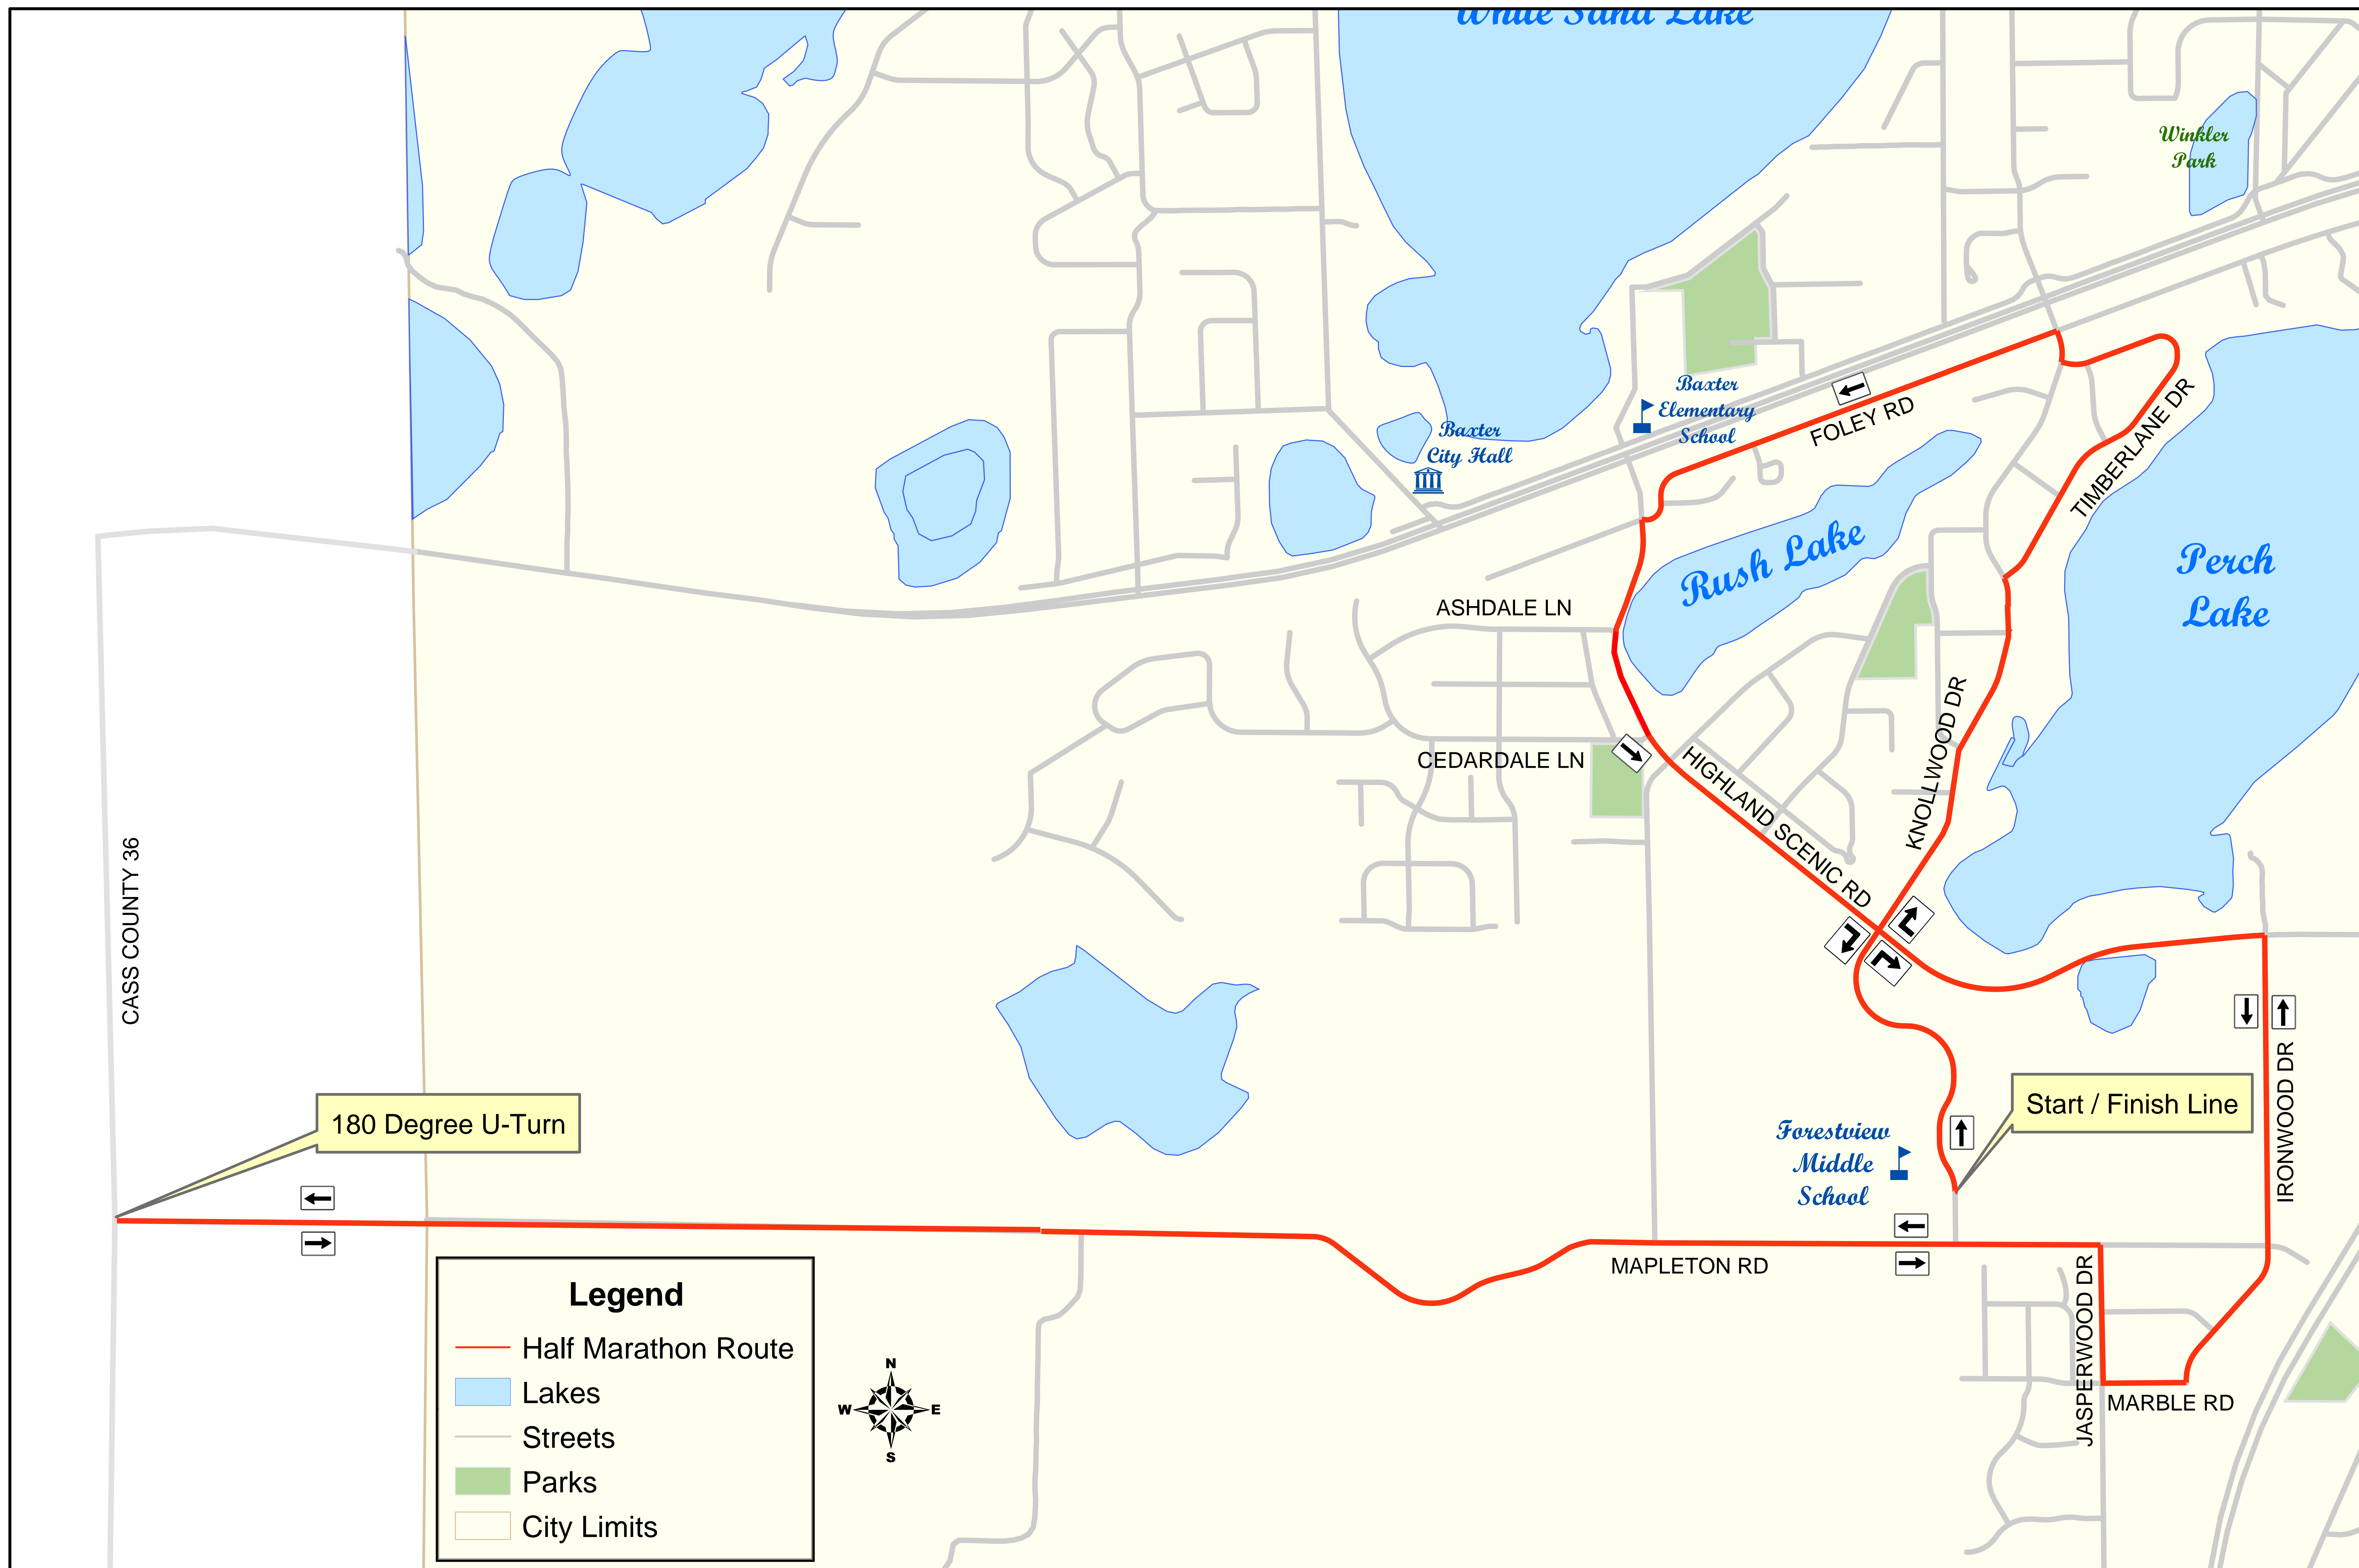 White Sand Lake
Winkler
Park
Baxter
Elementary
School
Baxter
City Hall
FOLEY RD
TIMBERLANE DR
Rush Lake
Perch
Lake
ASHDALE LN
CEDARDALE LN
HIGHLAND SCENIC RD
KNOLLWOOD DR
CASS COUNTY 36
180 Degree U-Turn
Start / Finish Line
IRONWOOD DR
Forestview
Middle
School
MAPLETON RD
JASPERWOOD DR
MARBLE RD
Legend
Half Marathon Route
Lakes
Streets
Parks
City Limits
N
W E
S